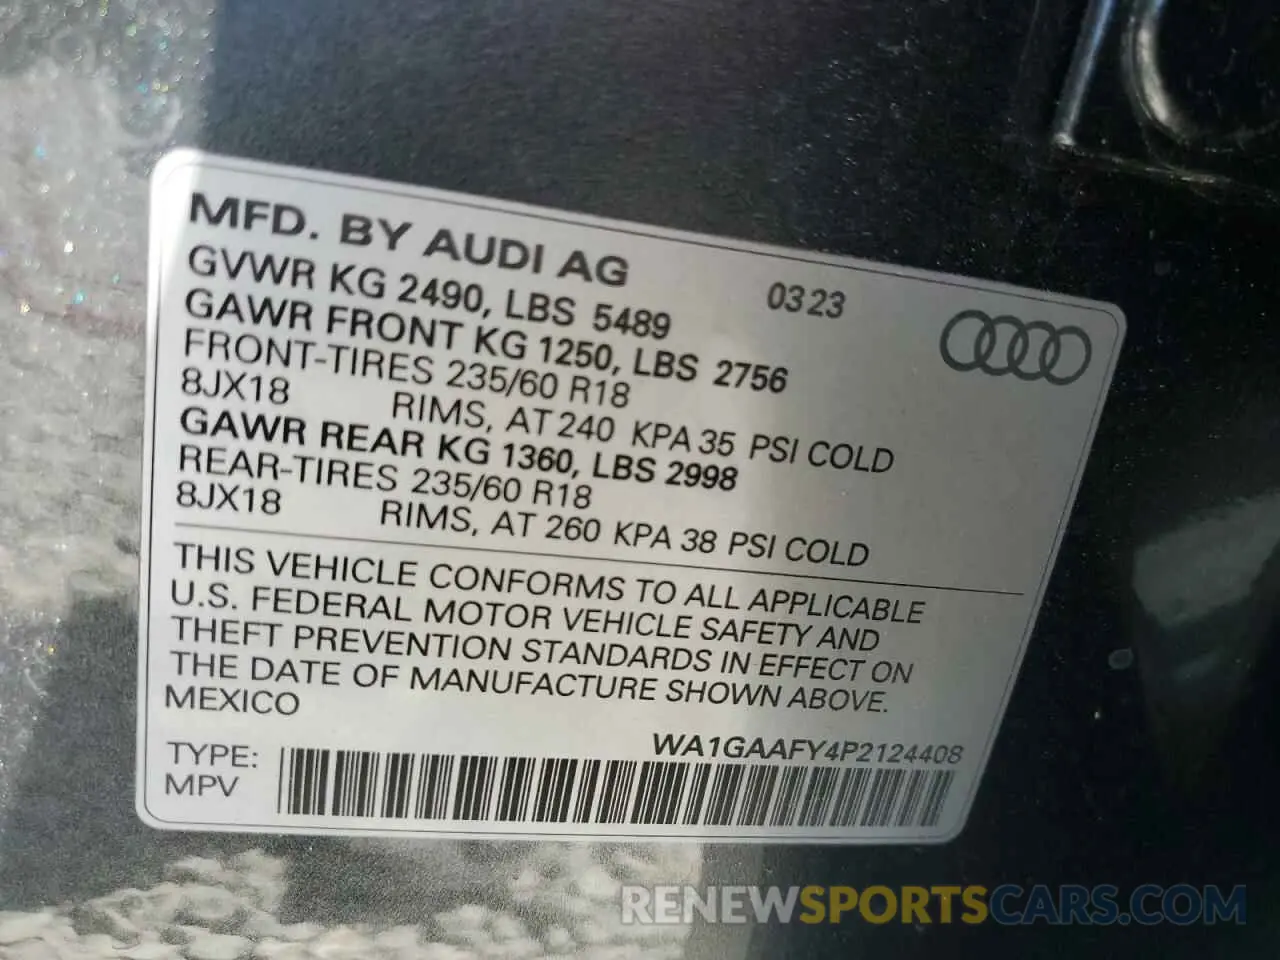 MFD. BY AUDI AG
03 23
GVWR KG 2490, LBS 5489
GAWR FRONT KG 1250, LBS 2756
FRONT-TIRES 235/60 R18
8JX18 RIMS, AT 240 KPA 35 PSI COLD
GAWR REAR KG 1360, LBS 2998
REAR-TIRES 235/60 R18
8JX18 RIMS, AT 260 KPA 38 PSI COLD
THIS VEHICLE CONFORMS TO ALL APPLICABLE
U.S. FEDERAL MOTOR VEHICLE SAFETY AND
THEFT PREVENTION STANDARDS IN EFFECT ON
THE DATE OF MANUFACTURE SHOWN ABOVE.
MEXICO
WA1GAAFY4P2124408
TYPE:
MPV
RENEWSPORTSCARS.COM